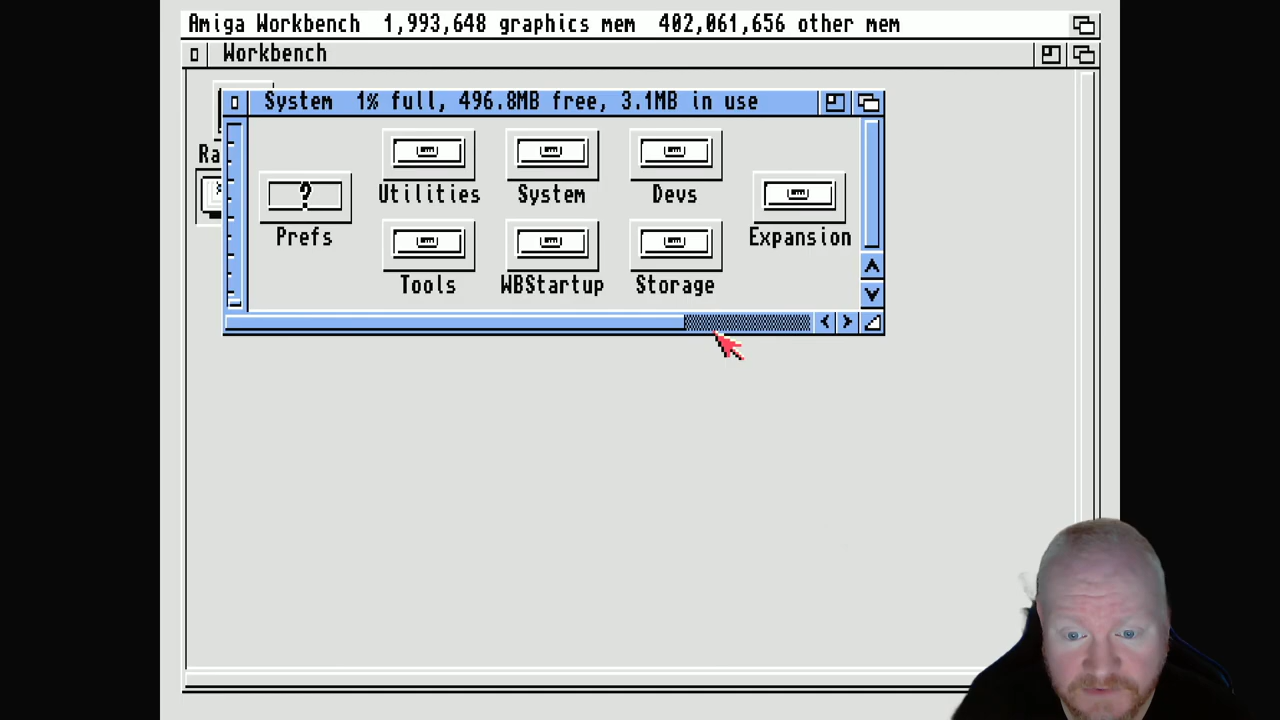 Amiga Workbench 1,993,648 graphics mem 402,061,656 other mem
Workbench
System 1% full, 496.8MB free, 3.1MB in use
Ra
Utilities System Devs
Prefs Expansion
Tools WBStartup Storage